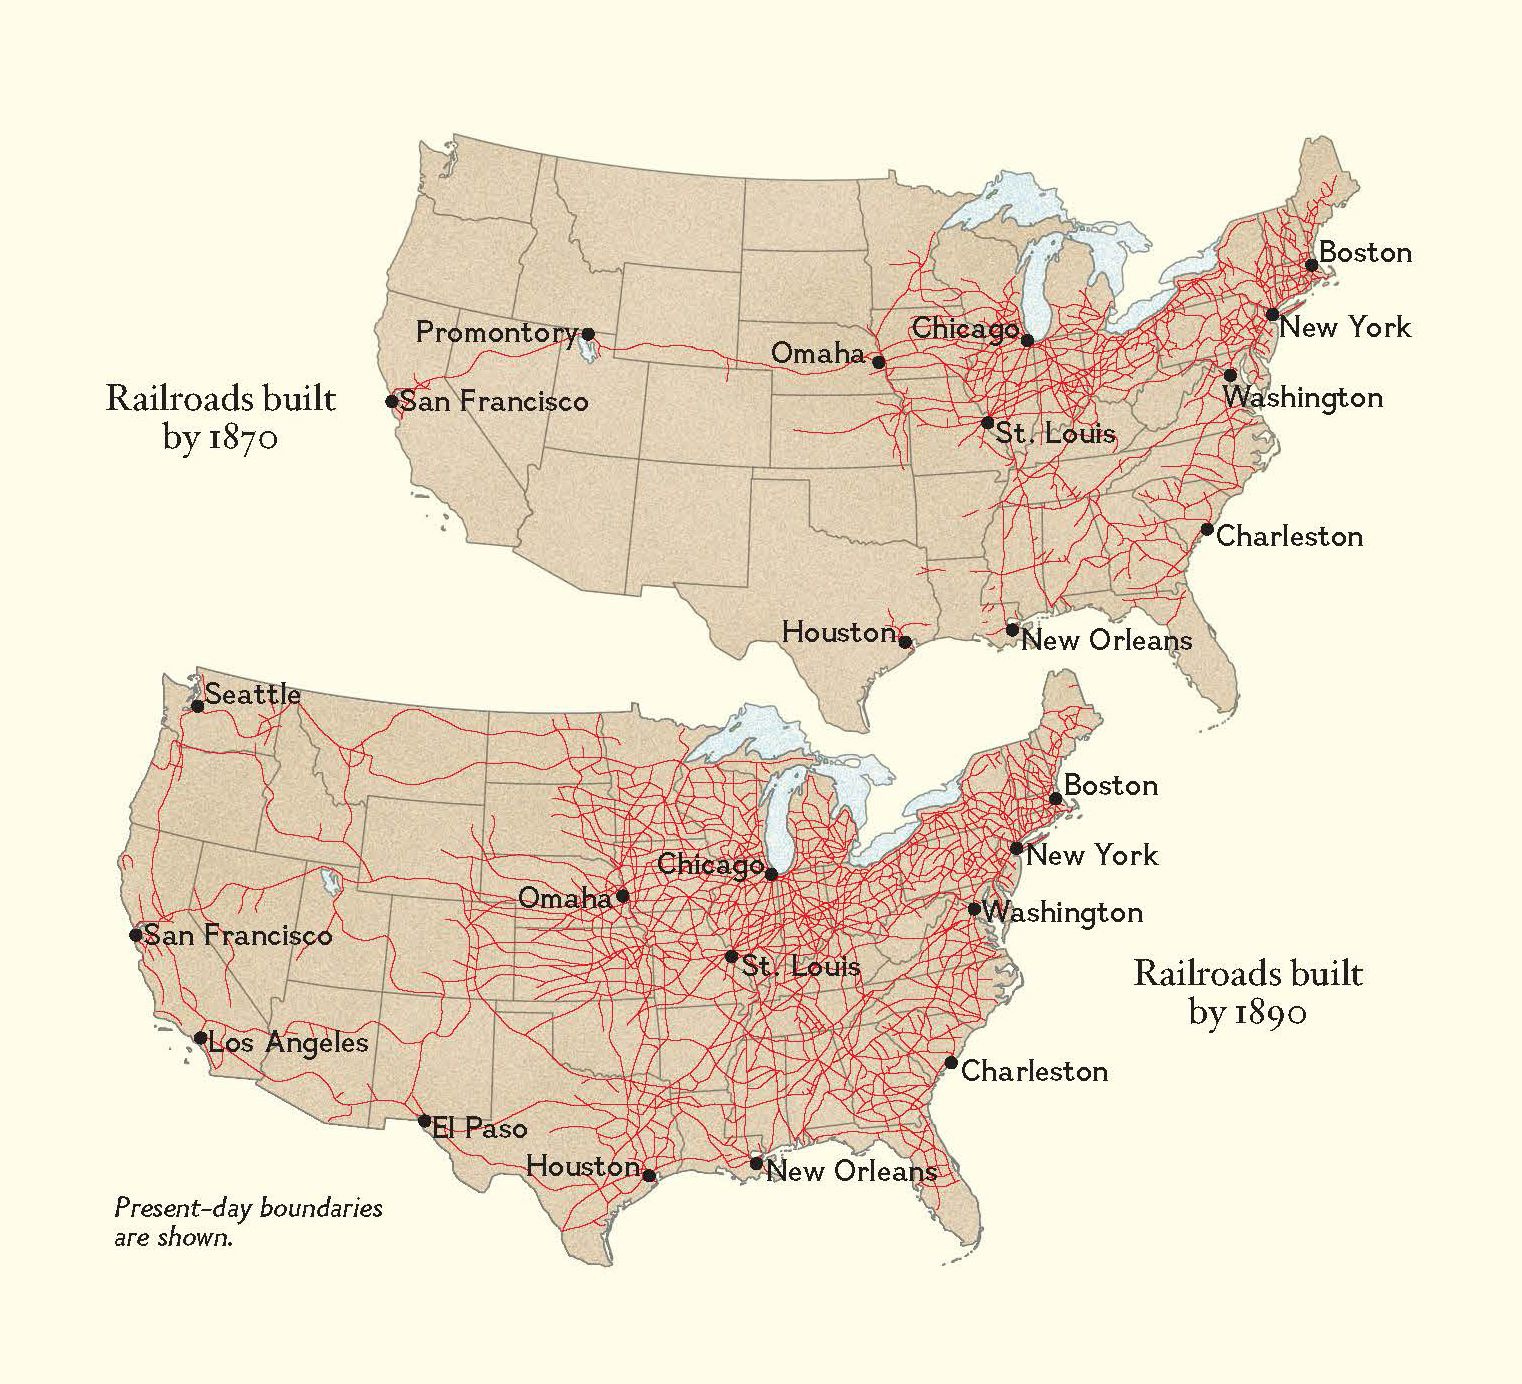 Boston
Chicago
New York
Promontory
Omaha
Washington
San Francisco
Railroads built
by 1870
St. Louis
Charleston
Houston
New Orleans
Seattle
Boston
New York
Chicago
Omaha
Washington
San Francisco
St. Louis
Railroads built
by 1890
Los Angeles
Charleston
El Paso
Houston
New Orleans
Present-day boundaries
are shown.